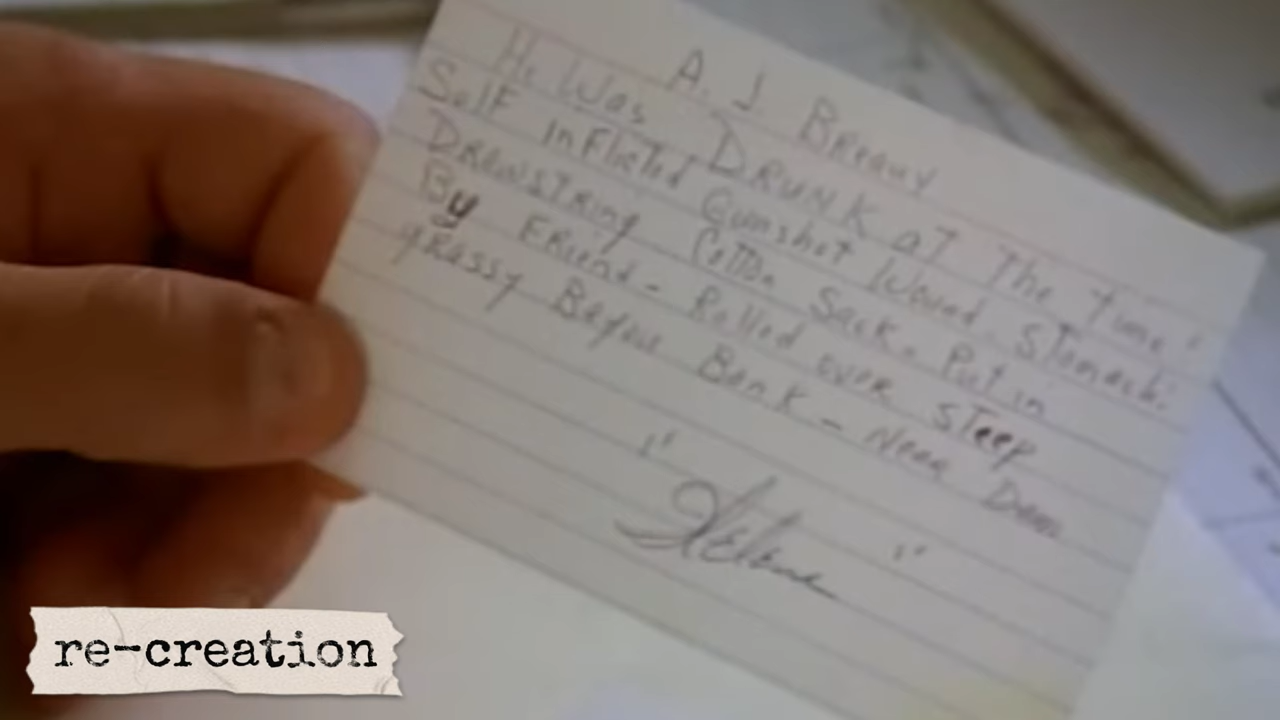 A. J. Breaux
He Was Drunk at The time
Self inflicted Gunshot Wound. Stomach.
Drawstring Cotton Sack. Put in
By Friend - Rolled over steep
grassy Bayou Bank - Near
re-creation